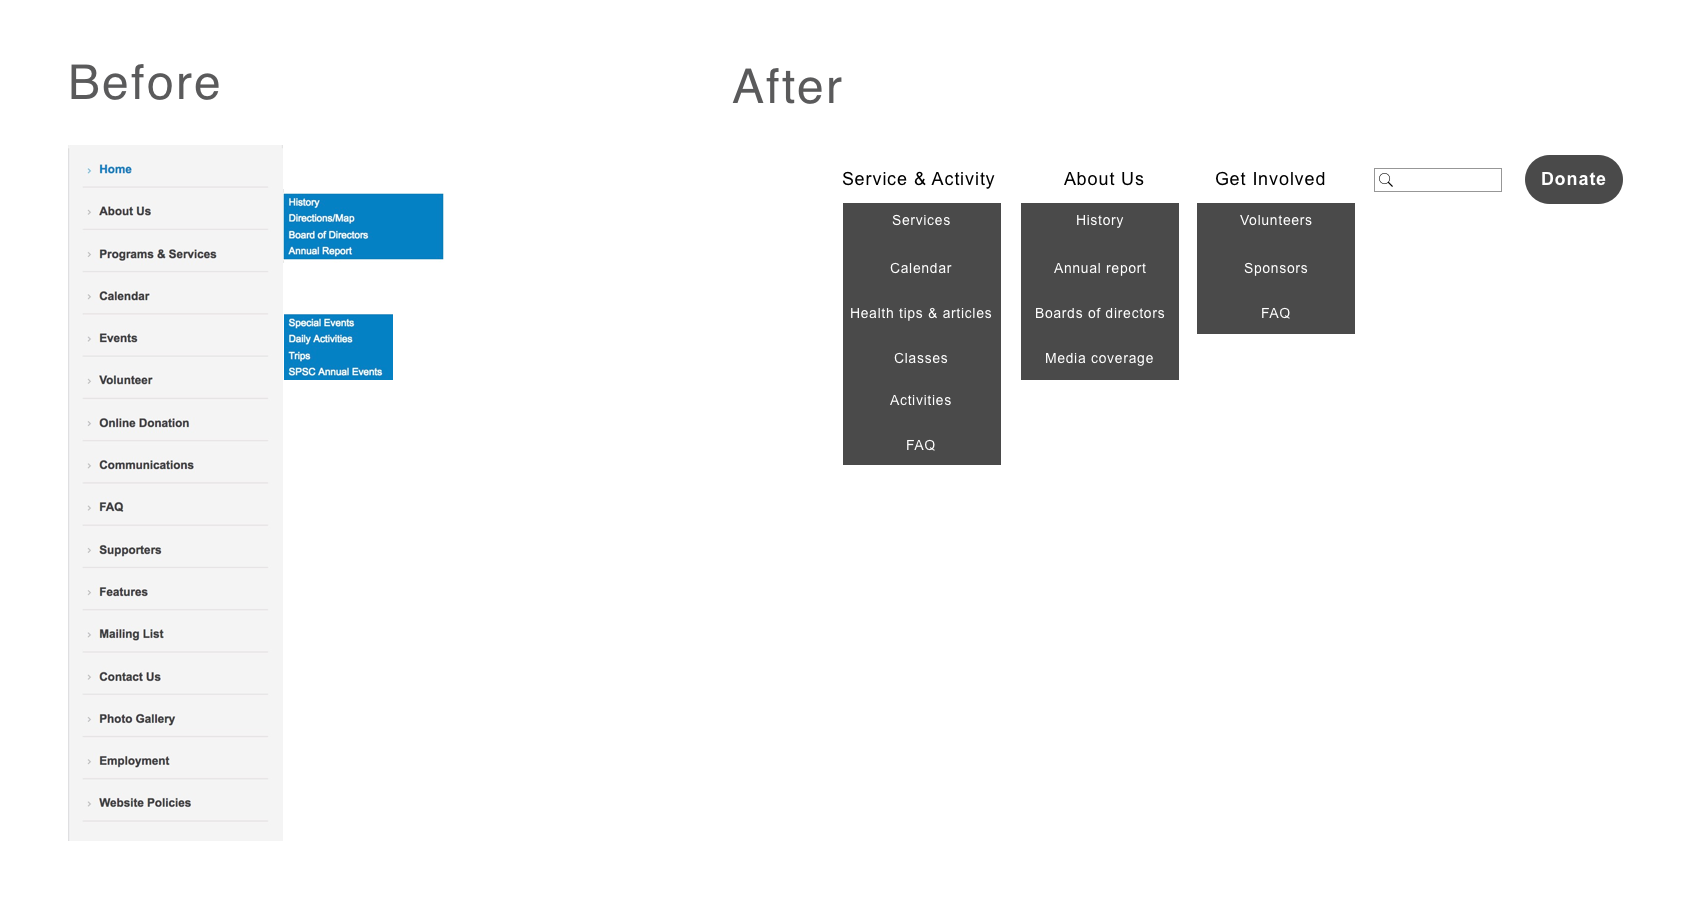 Before
Home
About Us
Programs & Services
Calendar
Events
Volunteer
Online Donation
Communications
FAQ
Supporters
Features
Mailing List
Contact Us
Photo Gallery
Employment
Website Policies
History
Directions/Map
Board of Directors
Annual Report
Special Events
Daily Activities
Trips
SPSC Annual Events
After
Service & Activity
Services
Calendar
Health tips & articles
Classes
Activities
FAQ
About Us
History
Annual report
Boards of directors
Media coverage
Get Involved
Volunteers
Sponsors
FAQ
Donate